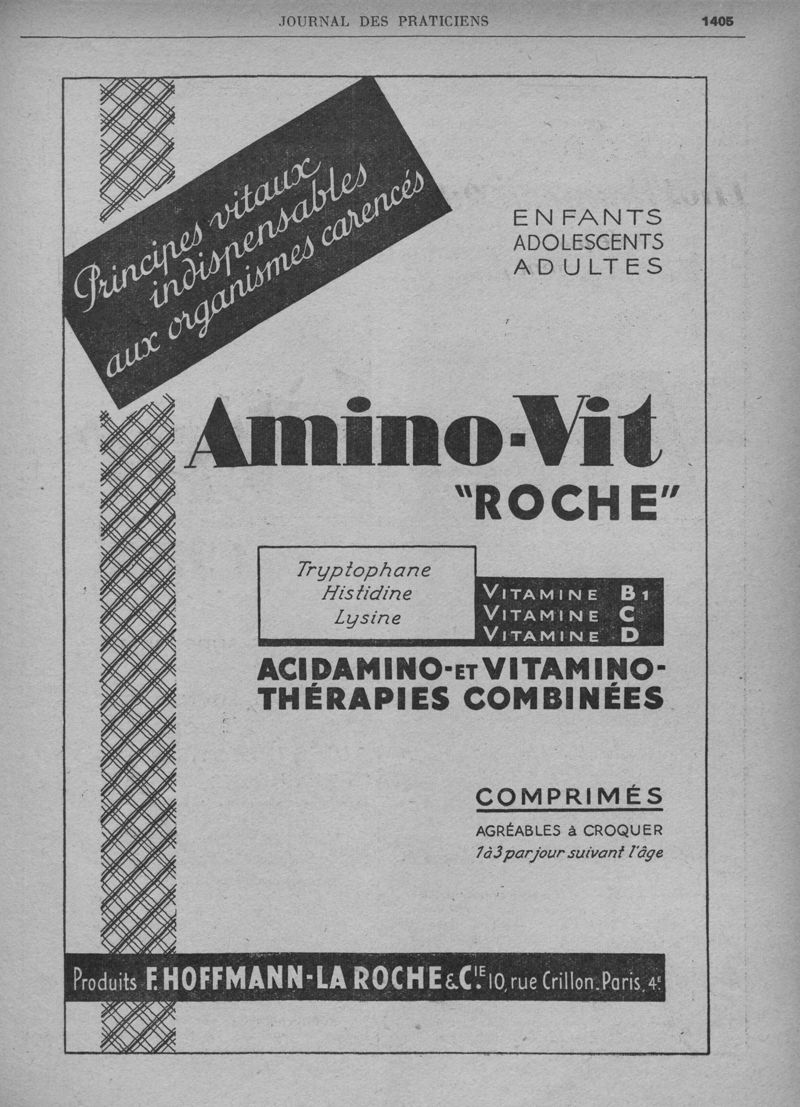 JOURNAL DES PRATICIENS
1405
Principes vitaux
indispensables
aux organismes carencés
ENFANTS
ADOLESCENTS
ADULTES
Amino-Vit
"ROCHE"
Tryptophane
Histidine
Lysine
VITAMINE B1
VITAMINE C
VITAMINE D
ACIDAMINO-ET VITAMINO-
THÉRAPIES COMBINÉES
COMPRIMÉS
AGRÉABLES à CROQUER
1 à 3 par jour suivant l'âge
Produits F. HOFFMANN-LA ROCHE & CIE. 10, rue Crillon. Paris. 4E